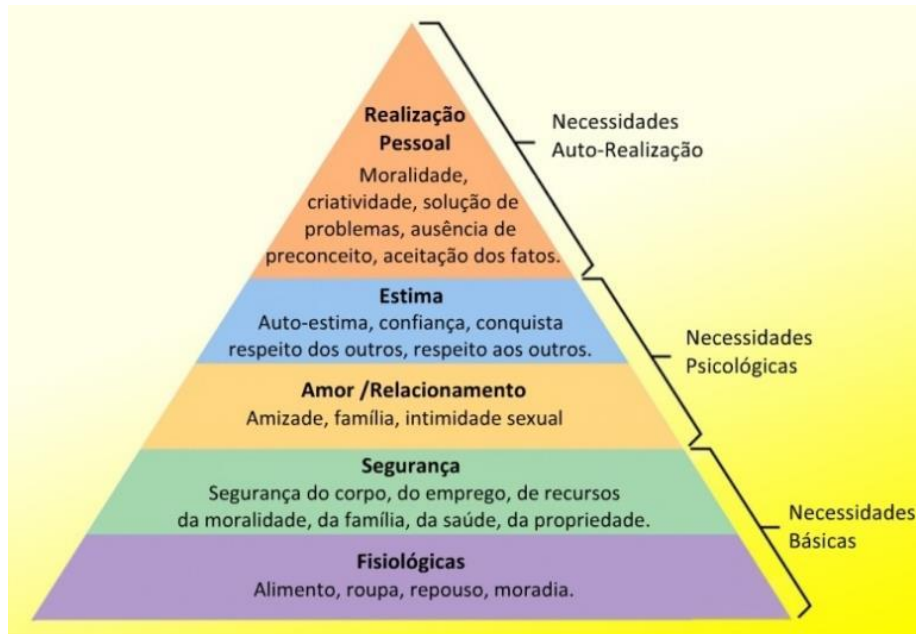 Realização
Pessoal
Moralidade,
criatividade, solução de
problemas, ausência de
preconceito, aceitação dos fatos.
Necessidades
Auto-Realização
Estima
Auto-estima, confiança, conquista
respeito dos outros, respeito aos outros.
Amor /Relacionamento
Amizade, família, intimidade sexual
Necessidades
Psicológicas
Segurança
Segurança do corpo, do emprego, de recursos
da moralidade, da família, da saúde, da propriedade.
Fisiológicas
Alimento, roupa, repouso, moradia.
Necessidades
Básicas